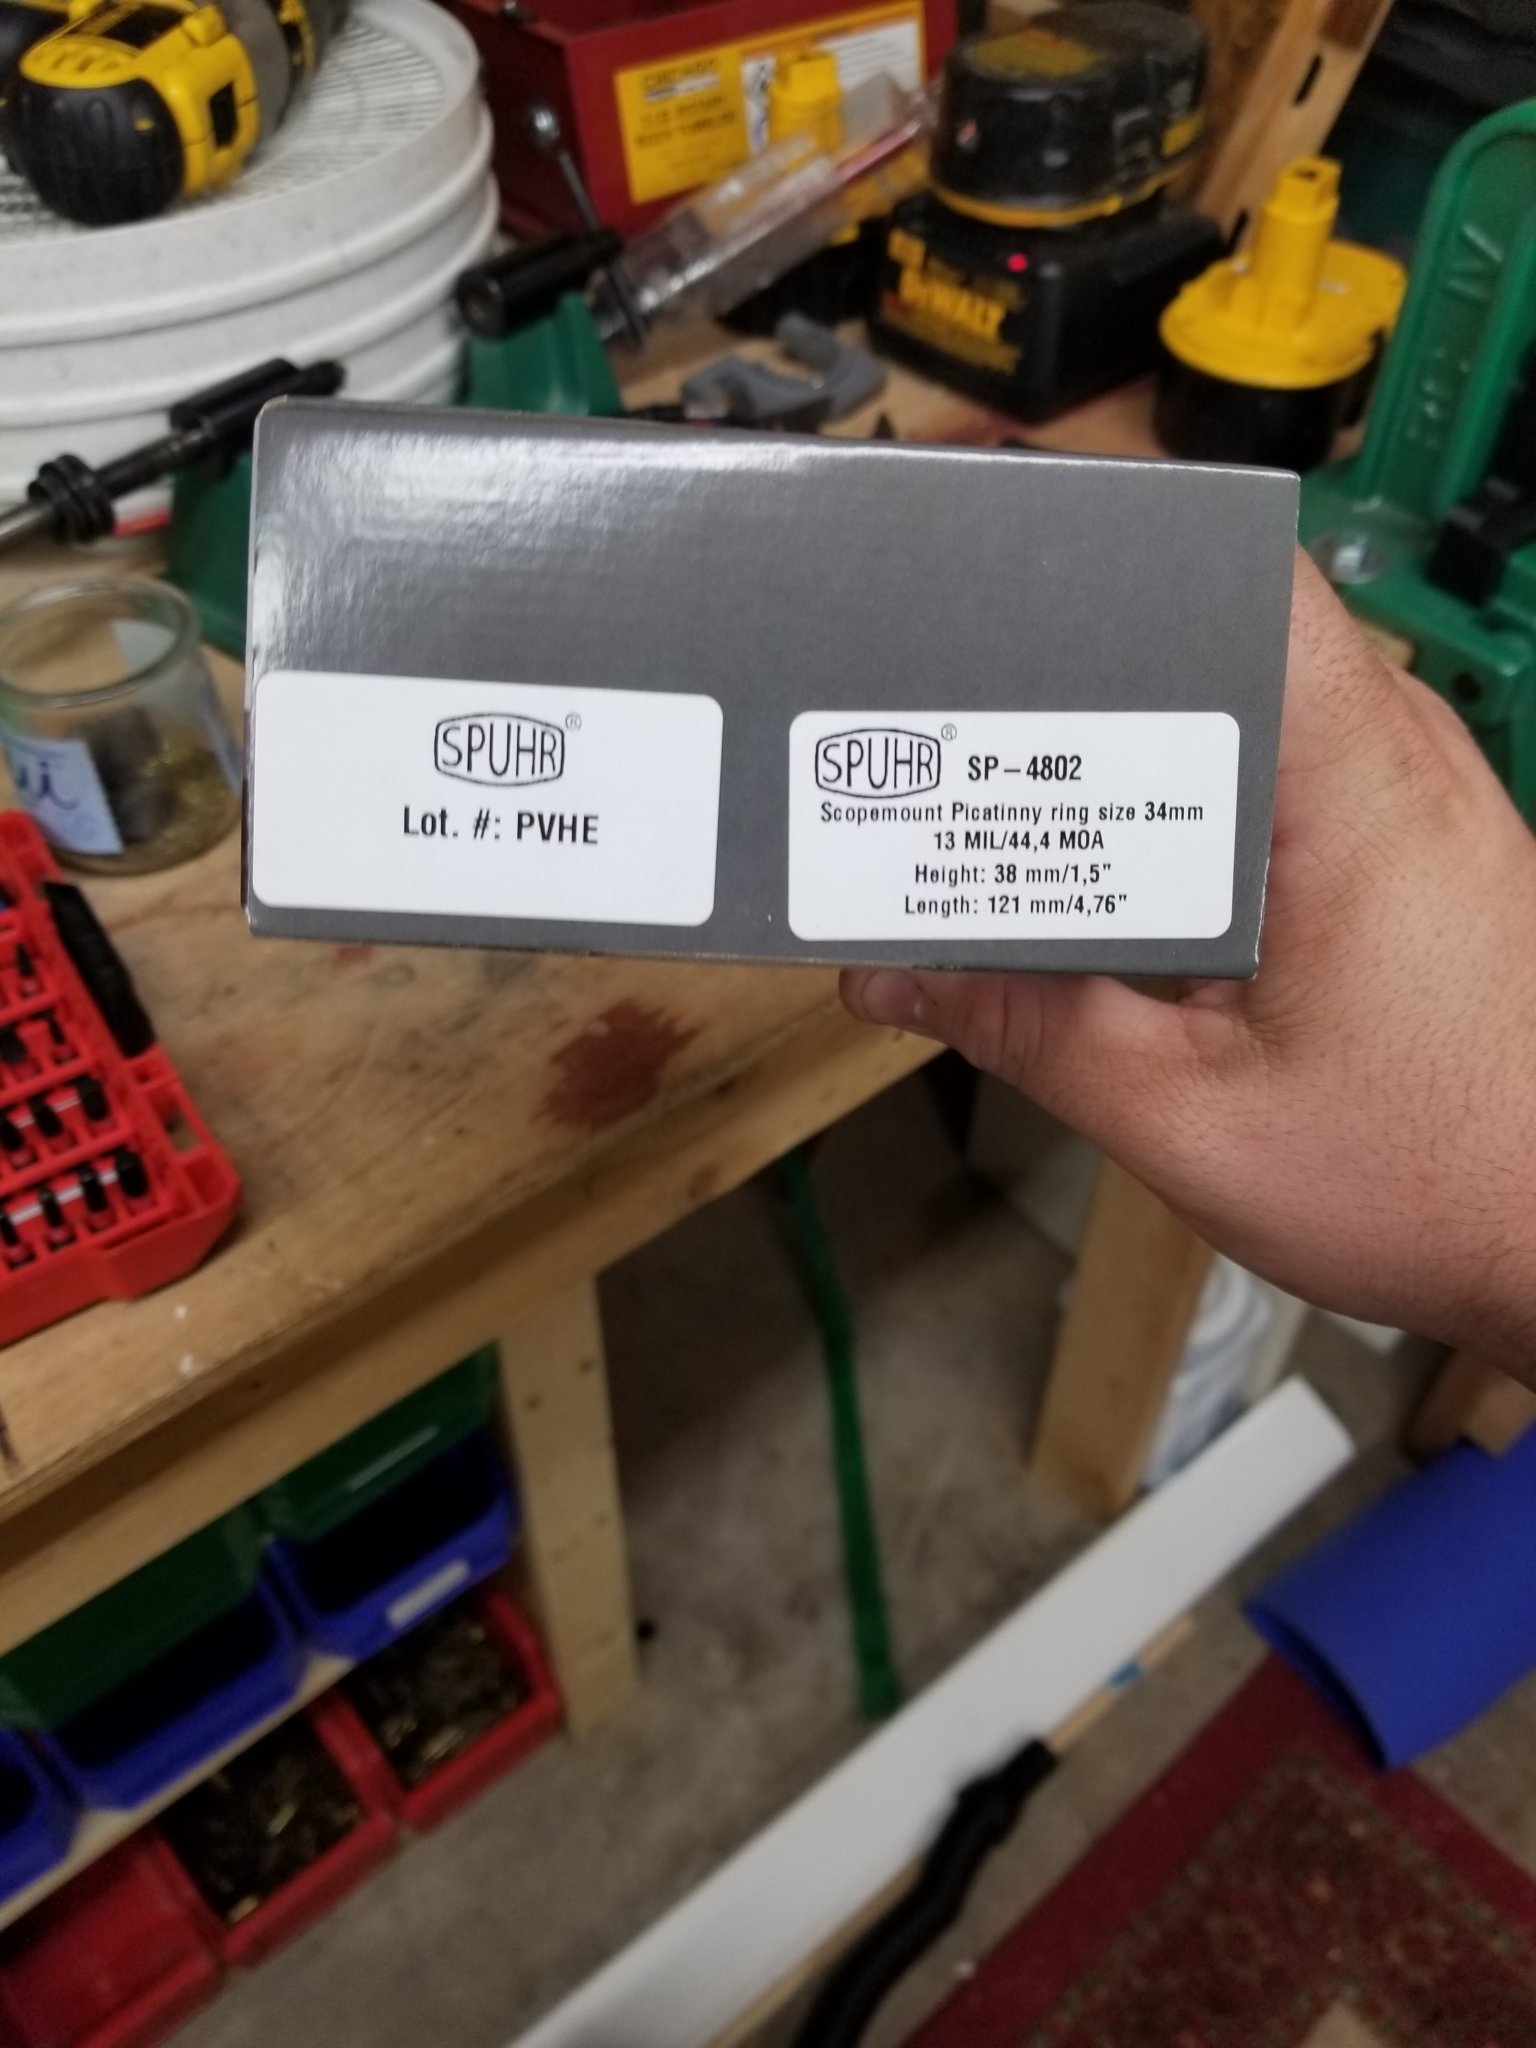 DEWALT
SPUHR®
Lot. #: PVHE
SPUHR® SP-4802
Scopemount Picatinny ring size 34mm
13 MIL/44,4 MOA
Height: 38 mm/1,5"
Length: 121 mm/4,76"